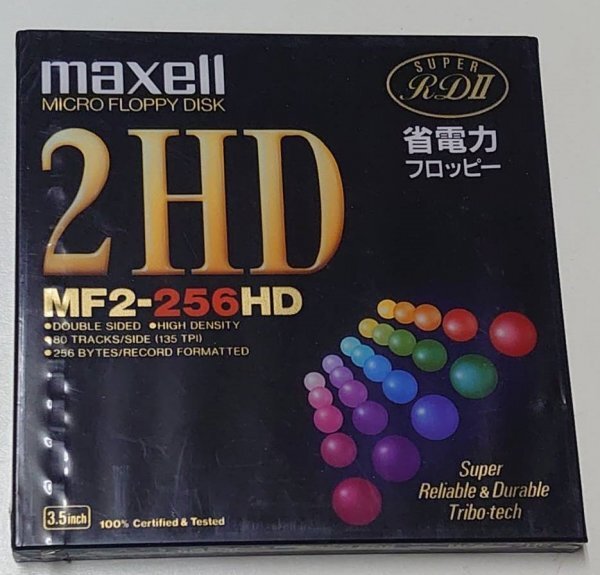 maxell
MICRO FLOPPY DISK
SUPER
RDII
省電力
フロッピー
2HD
MF2-256HD
•DOUBLE SIDED •HIGH DENSITY
•80 TRACKS/SIDE (135 TPI)
•256 BYTES/RECORD FORMATTED
Super
Reliable & Durable
Tribo-tech
3.5inch
100% Certified & Tested